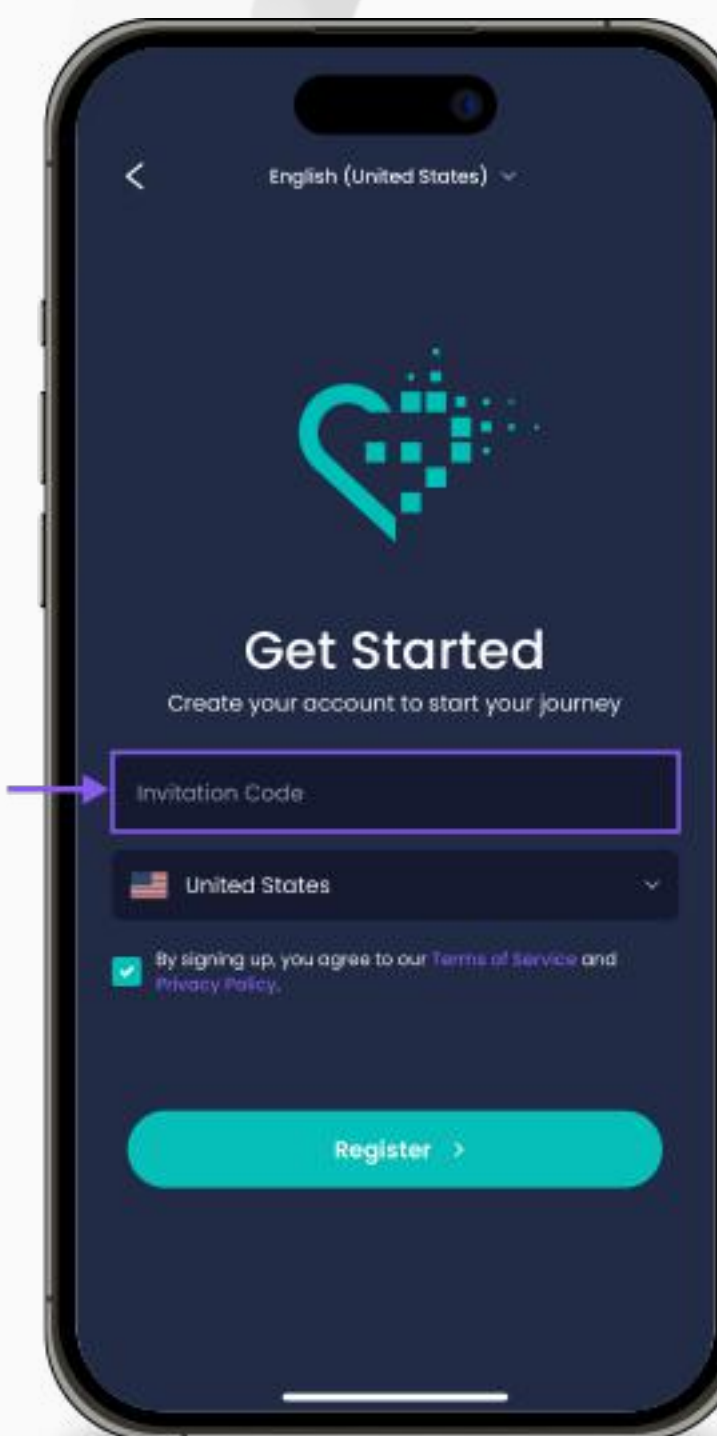 English (United States)
Get Started
Create your account to start your journey
Invitation Code
United States
By signing up, you agree to our Terms of Service and
Privacy Policy.
Register